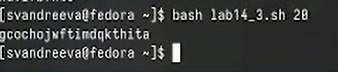 [svandreeva@fedora ~]$ bash lab14_3.sh 20
gcochojwftimdqkthita
[svandreeva@fedora ~]$